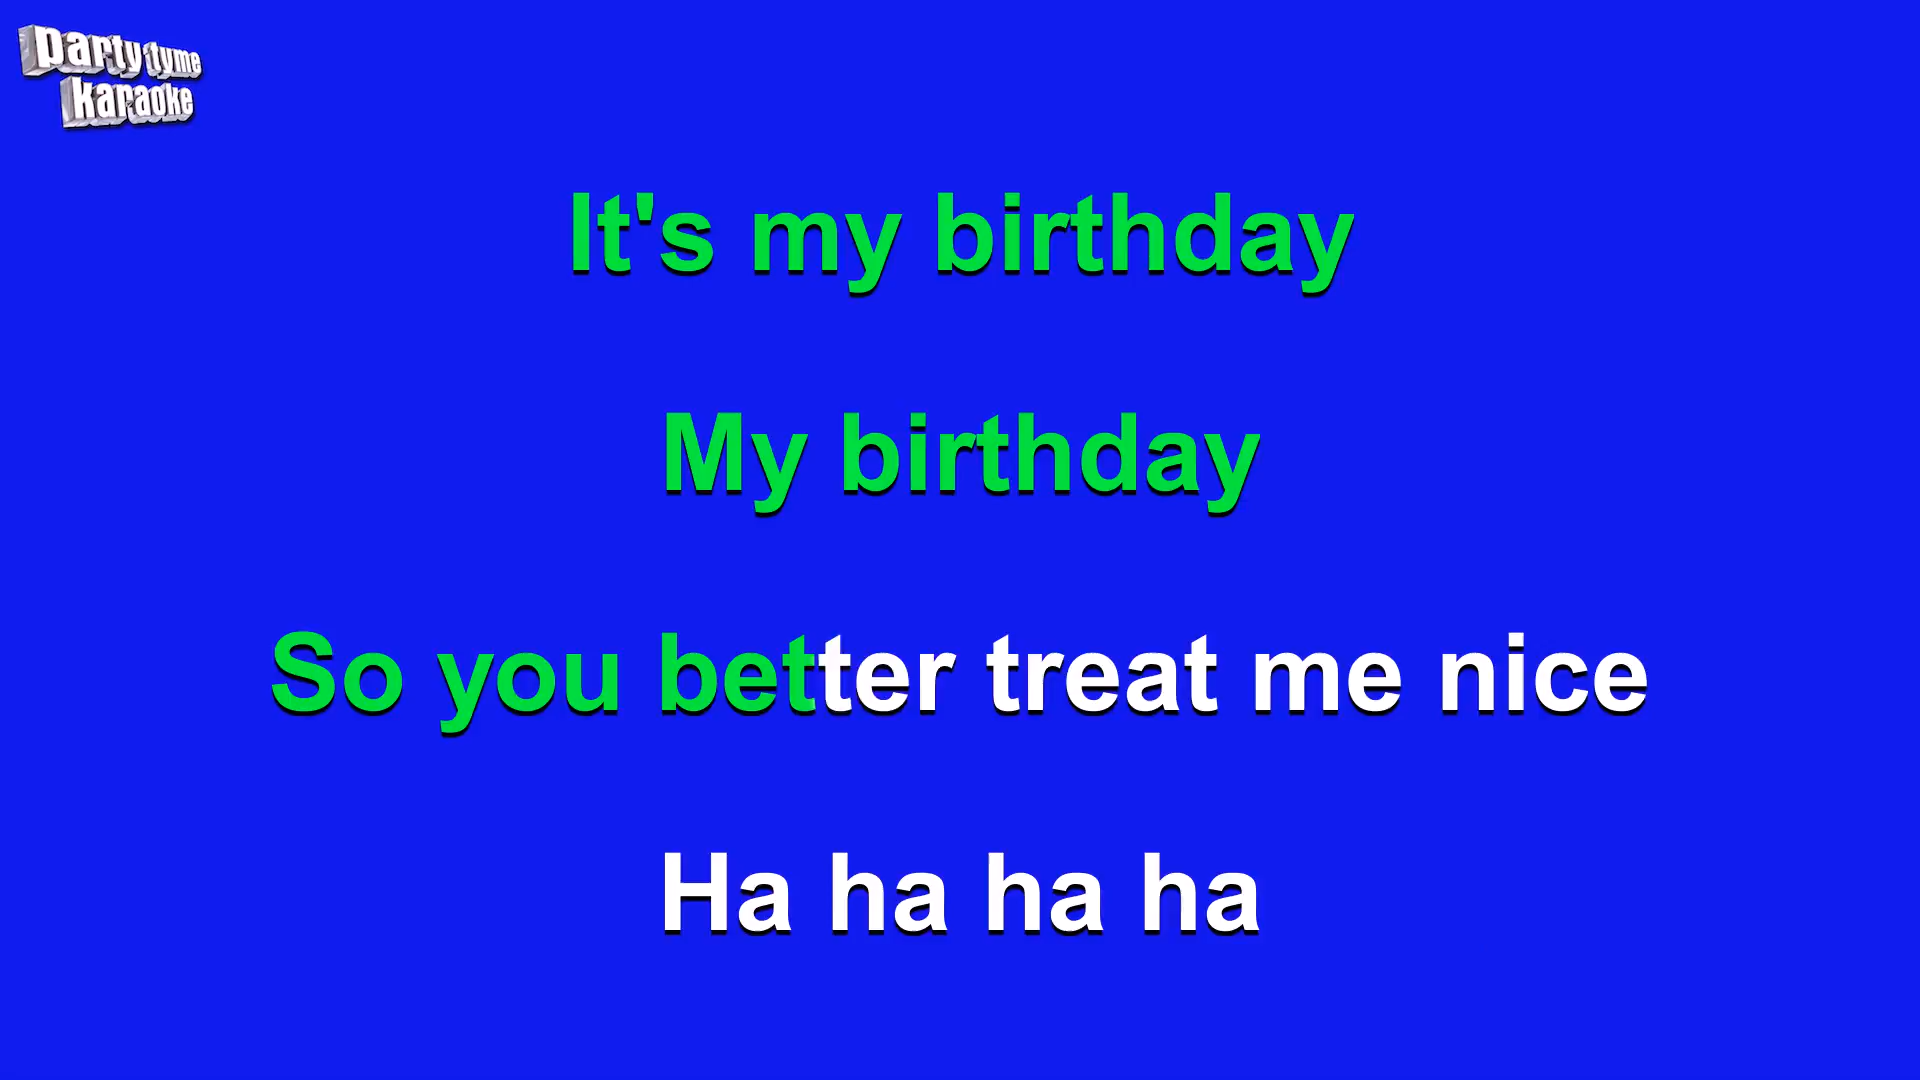 party tyme
karaoke
It's my birthday
My birthday
So you better treat me nice
Ha ha ha ha